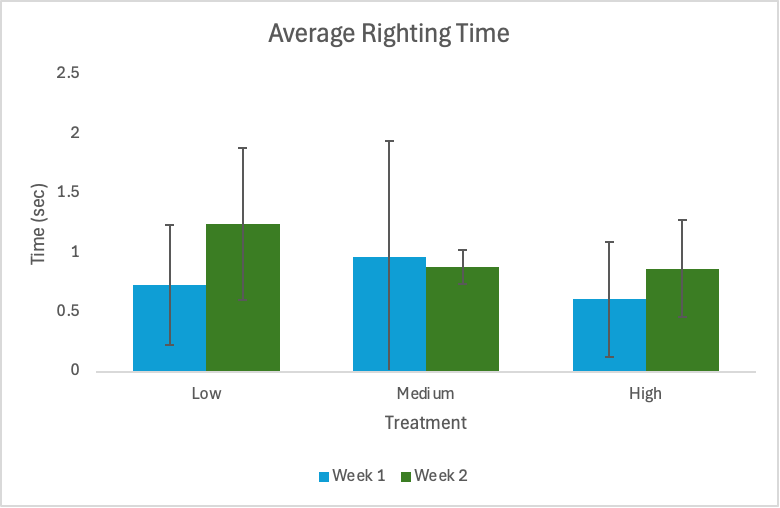 Average Righting Time
2.5
2
1.5
1
0.5
0
Time (sec)
Low Medium High
Treatment
Week 1 Week 2